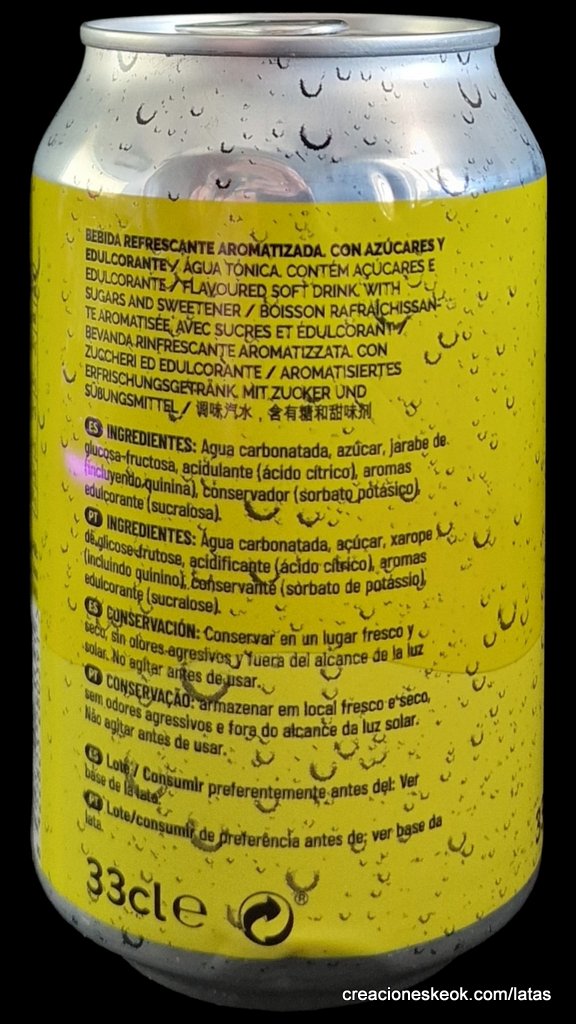 BEBIDA REFRESCANTE AROMATIZADA. CON AZÚCARES Y
EDULCORANTE / ÁGUA TÓNICA. CONTÉM AÇÚCARES E
EDULCORANTE / FLAVOURED SOFT DRINK WITH
SUGARS AND SWEETENER / BOISSON RAFRAÎCHISSAN-
TE AROMATISÉE, AVEC SUCRES ET ÉDULCORANT /
BEVANDA RINFRESCANTE AROMATIZZATA. CON
ZUCCHERI ED EDULCORANTE / AROMATISIERTES
ERFRISCHUNGSGETRÄNK. MIT ZUCKER UND
SÜBUNGSMITTEL / 调味汽水，含有糖和甜味剂
ES INGREDIENTES: Agua carbonatada, azúcar, jarabe de
glucosa-fructosa, acidulante (ácido cítrico), aromas
(incluyendo quinina), conservador (sorbato potásico),
edulcorante (sucralosa).
PT INGREDIENTES: Água carbonatada, açúcar, xarope
de glicose-frutose, acidificante (ácido cítrico), aromas
(incluindo quinino), conservante (sorbato de potássio),
edulcorante (sucralose).
ES CONSERVACIÓN: Conservar en un lugar fresco y
seco, sin olores agresivos y fuera del alcance de la luz
solar. No agitar antes de usar.
PT CONSERVAÇÃO: armazenar em local fresco e seco,
sem odores agressivos e fora do alcance da luz solar.
Não agitar antes de usar.
ES Lote / Consumir preferentemente antes del: Ver
base de la lata.
PT Lote/consumir de preferência antes de: ver base da
lata.
33cl e ®
creacioneskeok.com/latas